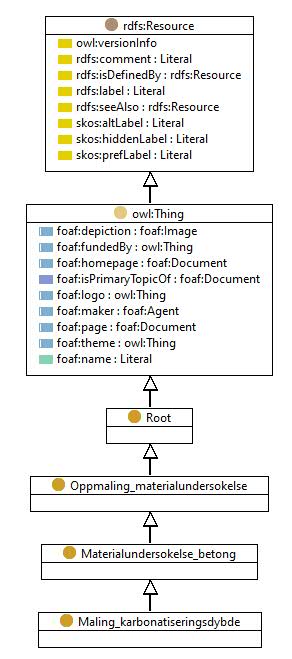 rdfs:Resource
owl:versionInfo
rdfs:comment : Literal
rdfs:isDefinedBy : rdfs:Resource
rdfs:label : Literal
rdfs:seeAlso : rdfs:Resource
skos:altLabel : Literal
skos:hiddenLabel : Literal
skos:prefLabel : Literal
owl:Thing
foaf:depiction : foaf:Image
foaf:fundedBy : owl:Thing
foaf:homepage : foaf:Document
foaf:isPrimaryTopicOf : foaf:Document
foaf:logo : owl:Thing
foaf:maker : foaf:Agent
foaf:page : foaf:Document
foaf:theme : owl:Thing
foaf:name : Literal
Root
Oppmaling_materialundersokelse
Materialundersokelse_betong
Maling_karbonatiseringsdybde